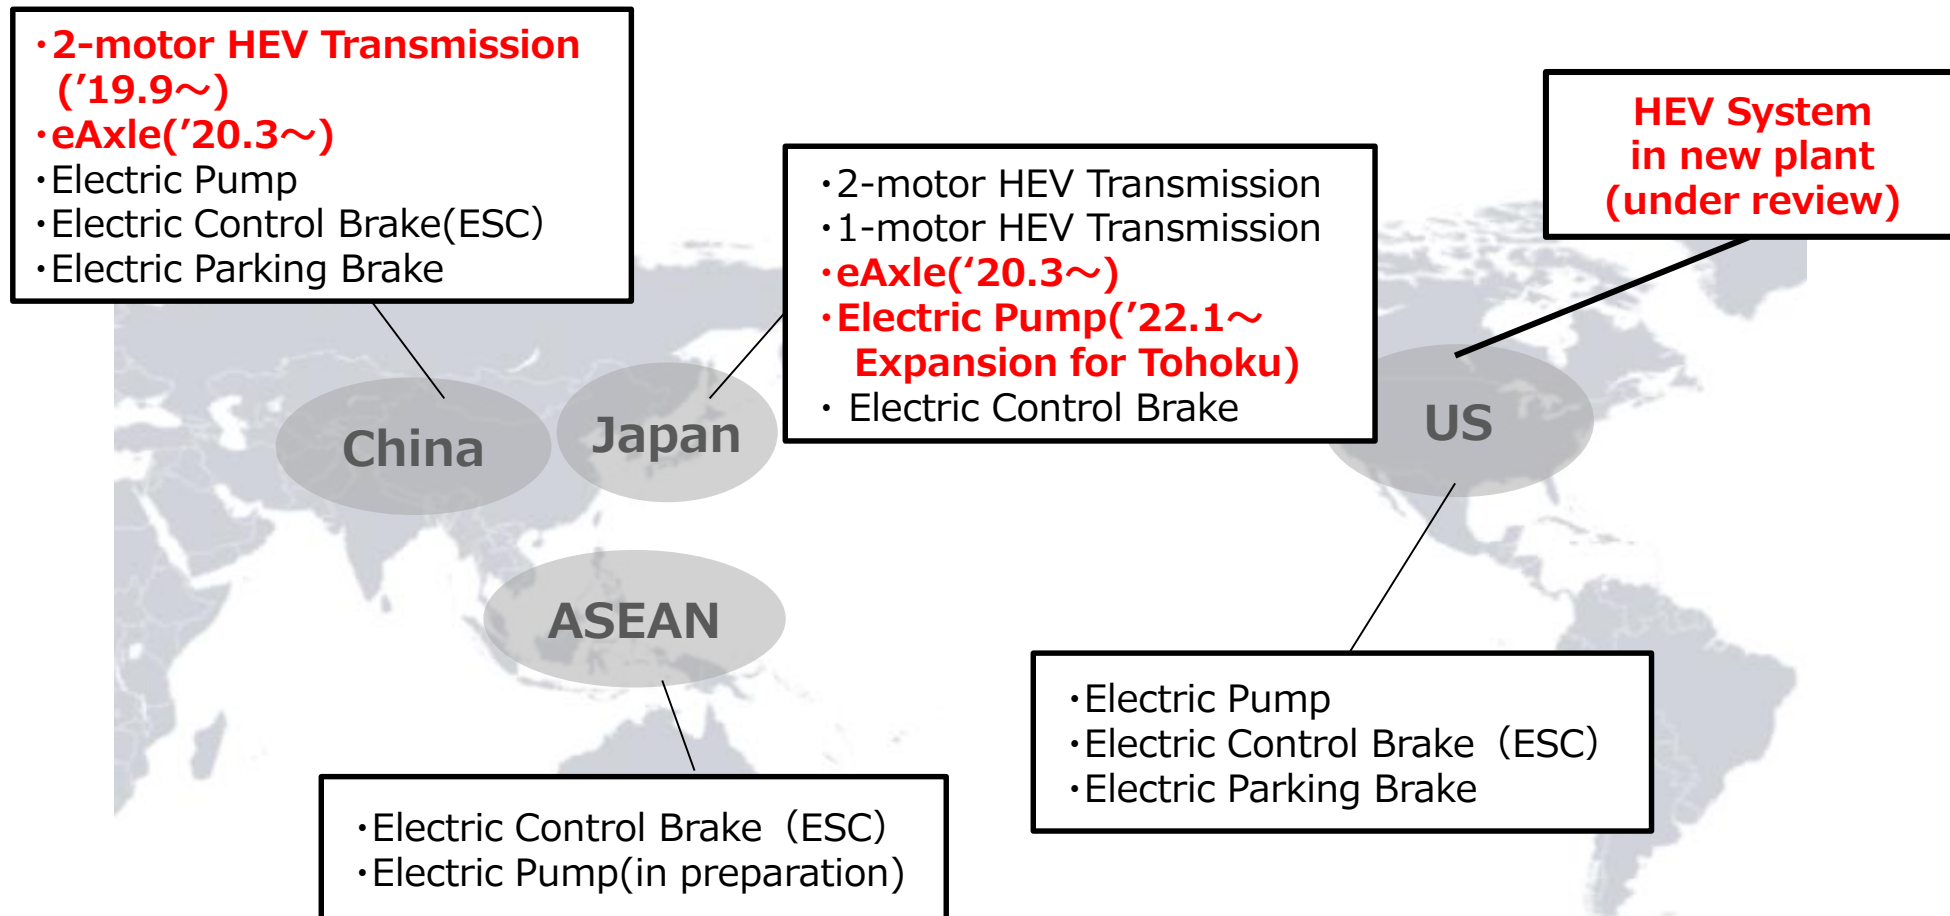 ・2-motor HEV Transmission
(’19.9～)
・eAxle(’20.3～)
・Electric Pump
・Electric Control Brake(ESC）
・Electric Parking Brake
・2-motor HEV Transmission
・1-motor HEV Transmission
・eAxle(‘20.3～)
・Electric Pump(’22.1～
Expansion for Tohoku)
・ Electric Control Brake
HEV System
in new plant
(under review)
China
Japan
US
ASEAN
・Electric Pump
・Electric Control Brake（ESC）
・Electric Parking Brake
・Electric Control Brake（ESC）
・Electric Pump(in preparation)